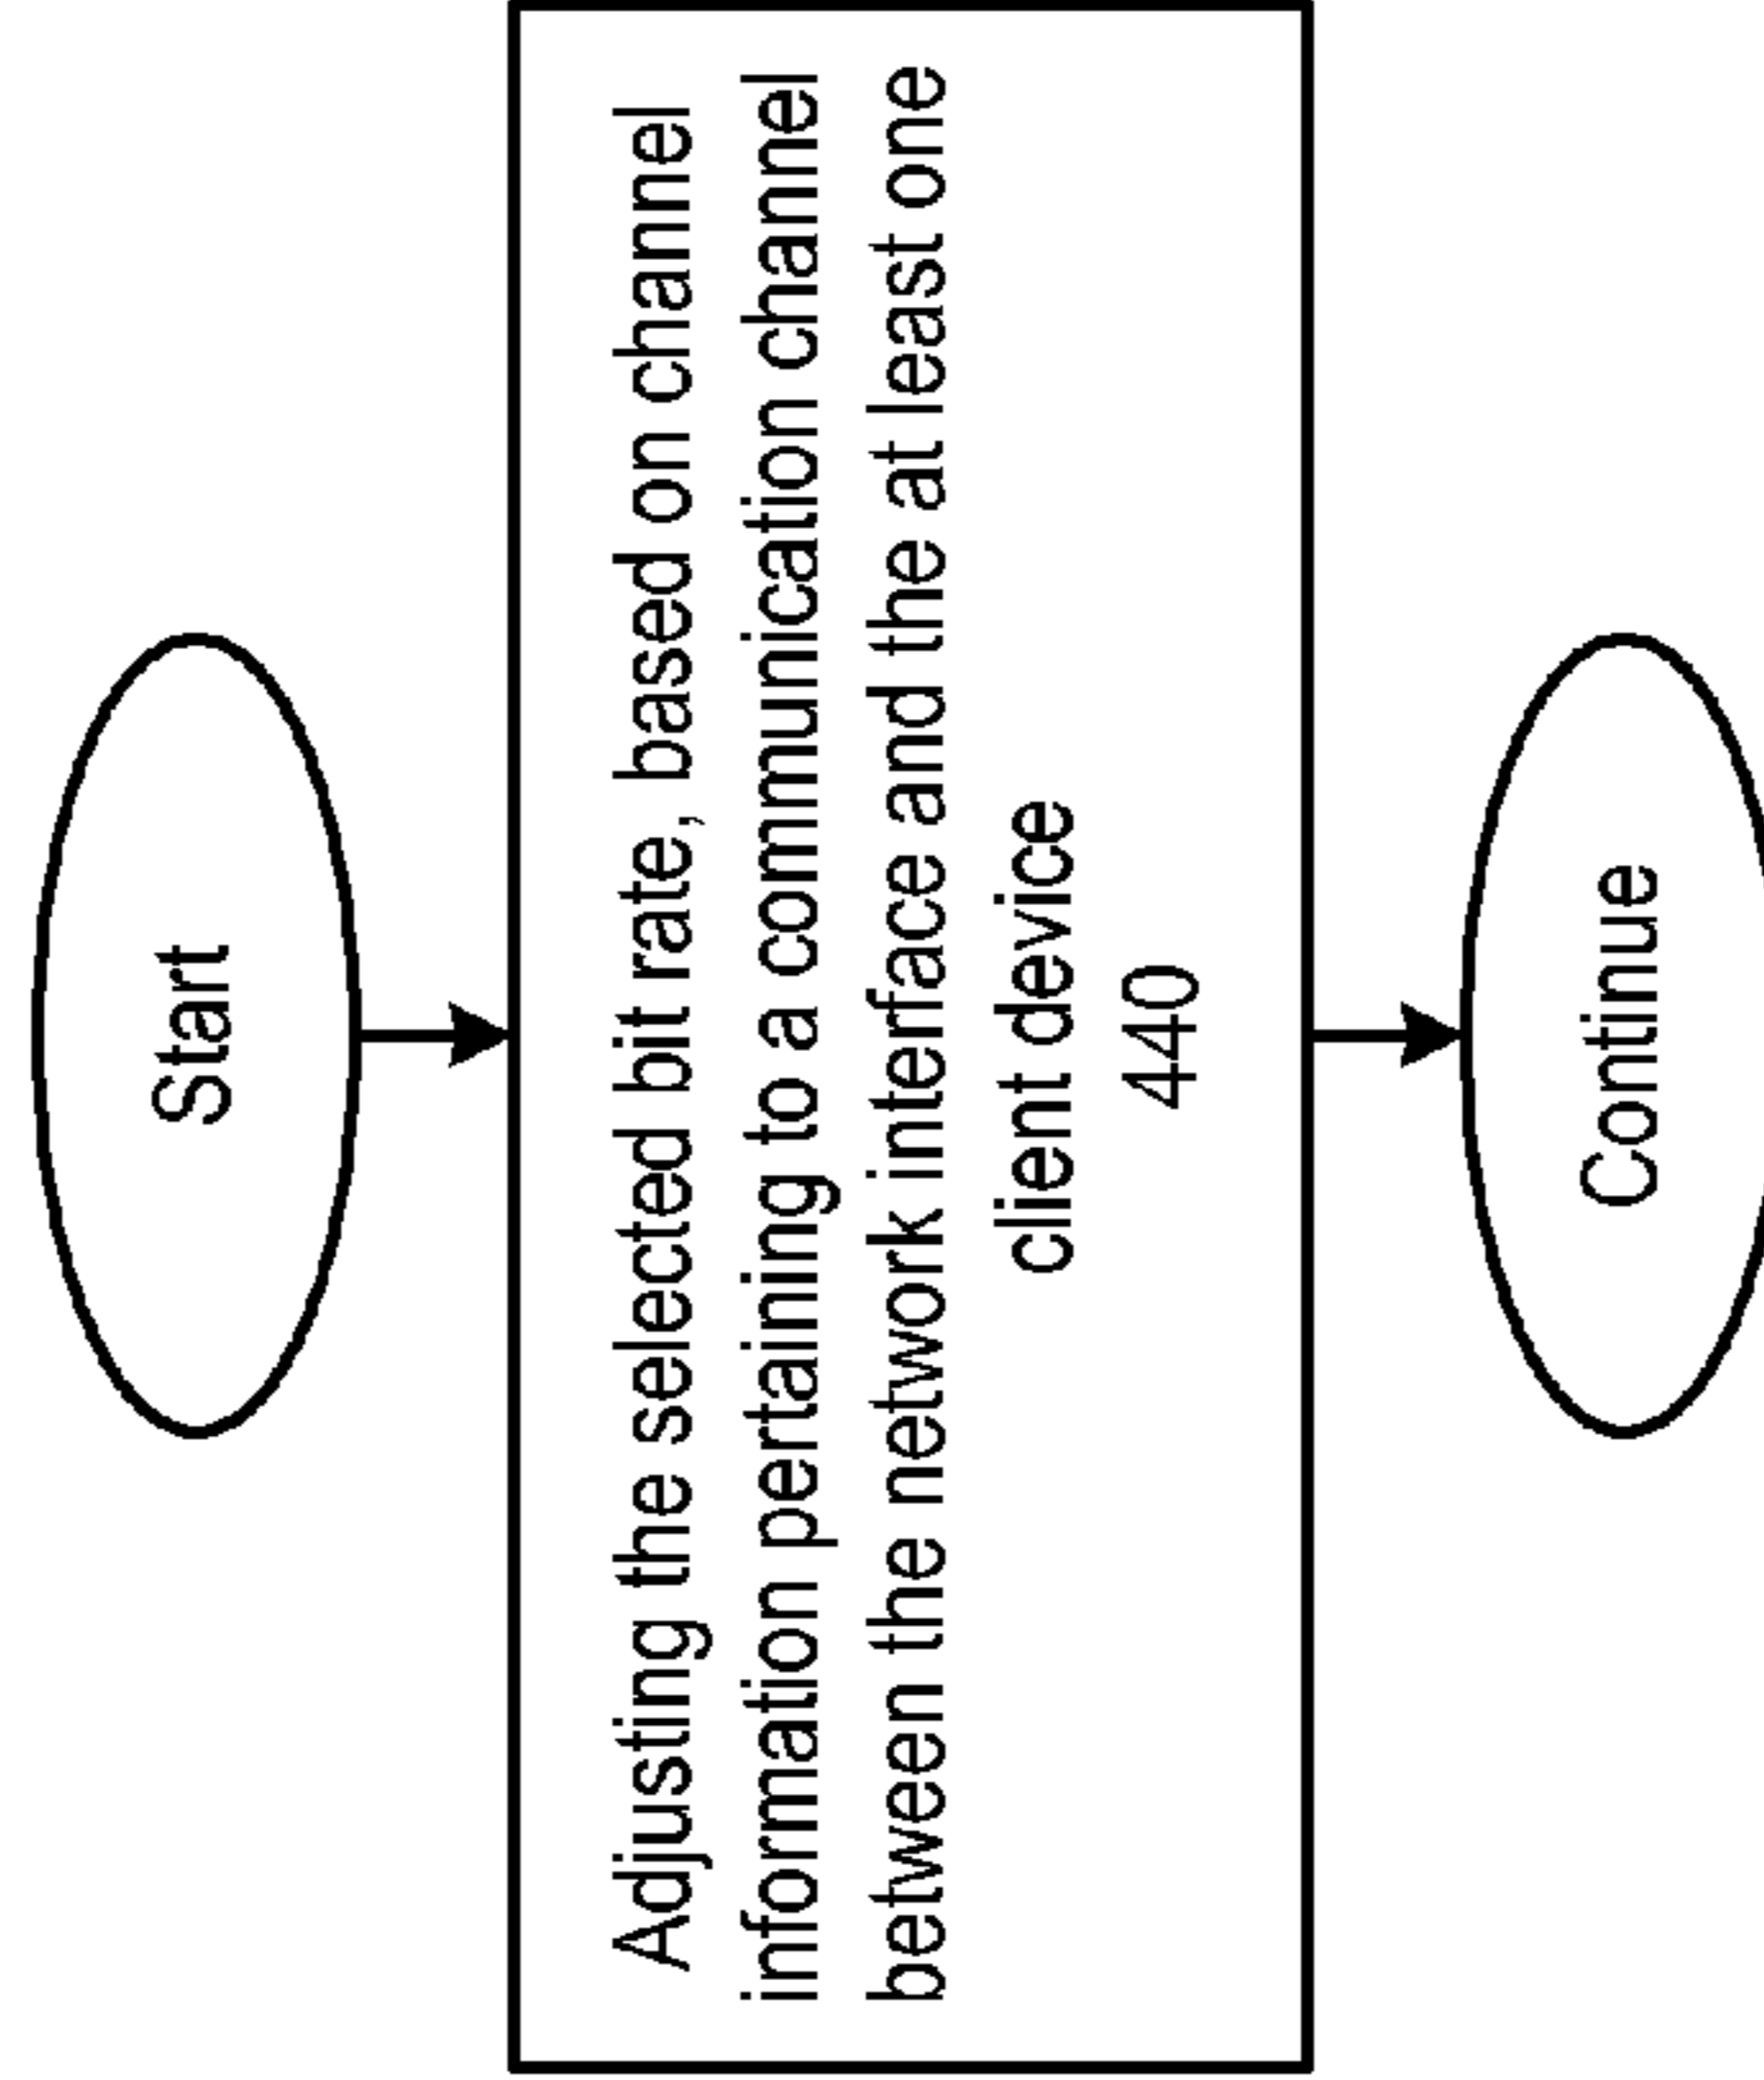 Start
Adjusting the selected bit rate, based on channel
information pertaining to a communication channel
between the network interface and the at least one
client device
440
Continue